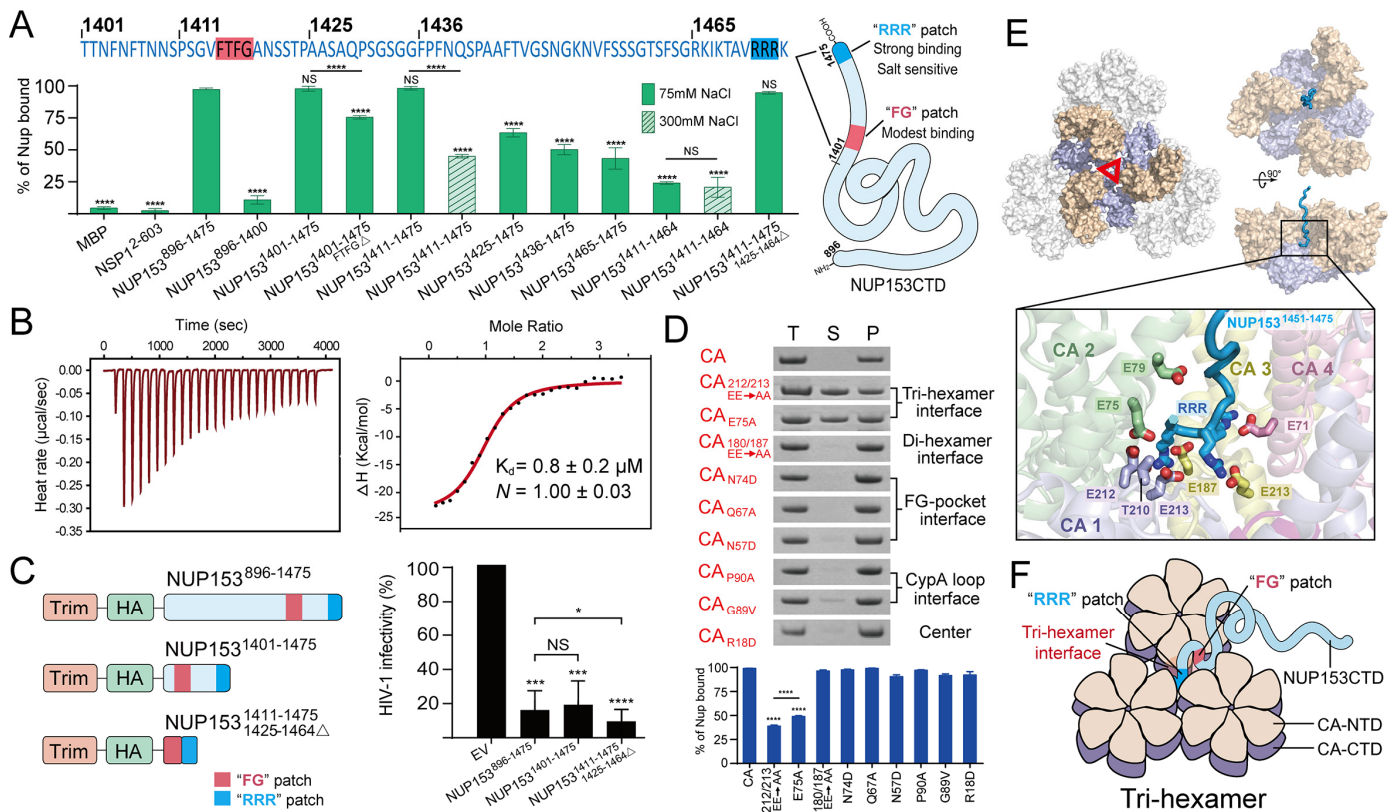 A
1401
1411
1425
1436
1465
TTNFNFTNNSPSGVFTFGANSSTPAASAQPSGSGGFPFNQSPAAFTVGSNGKNVFSSSGTSFSGRKIKTAVRRRK
% of Nup bound
100
75
50
25
****
****
****
NS
****
****
NS
****
****
****
****
****
NS
****
NS
75mM NaCl
300mM NaCl
MBP
NSP1 2-603
NUP153 896-1475
NUP153 896-1400
NUP153 1401-1475
NUP153 1401-1475 FTFG△
NUP153 1411-1475
NUP153 1411-1475
NUP153 1425-1475
NUP153 1436-1475
NUP153 1465-1475
NUP153 1411-1464
NUP153 1411-1464
NUP153 1411-1475 1425-1464△
-COOH
1475
"RRR" patch
Strong binding
Salt sensitive
"FG" patch
Modest binding
1401
896
NH2-
NUP153CTD
B
Time (sec)
0 1000 2000 3000 4000
Heat rate (µcal/sec)
0.00
-0.05
-0.10
-0.15
-0.20
-0.25
-0.30
-0.35
Mole Ratio
0 1 2 3
ΔH (Kcal/mol)
0
-5
-10
-15
-20
-25
Kd = 0.8 ± 0.2 µM
N = 1.00 ± 0.03
C
NUP153 896-1475
Trim HA
NUP153 1401-1475
Trim HA
NUP153 1411-1475 1425-1464△
Trim HA
"FG" patch
"RRR" patch
HIV-1 infectivity (%)
100
80
60
40
20
*
NS
***
***
****
EV
NUP153 896-1475
NUP153 1401-1475
NUP153 1411-1475 1425-1464△
D
T S P
CA
CA 212/213 EE→AA
CA E75A
CA 180/187 EE→AA
CA N74D
CA Q67A
CA N57D
CA P90A
CA G89V
CA R18D
Tri-hexamer
interface
Di-hexamer
interface
FG-pocket
interface
CypA loop
interface
Center
% of Nup bound
100
75
50
25
0
****
****
****
CA
212/213 EE→AA
E75A
180/187 EE→AA
N74D
Q67A
N57D
P90A
G89V
R18D
E
90°
NUP153 1451-1475
CA 2
CA 3
CA 4
E79
E75
RRR
E71
E212
T210
E213
E187
E213
CA 1
F
"FG" patch
"RRR" patch
Tri-hexamer
interface
NUP153CTD
CA-NTD
CA-CTD
Tri-hexamer